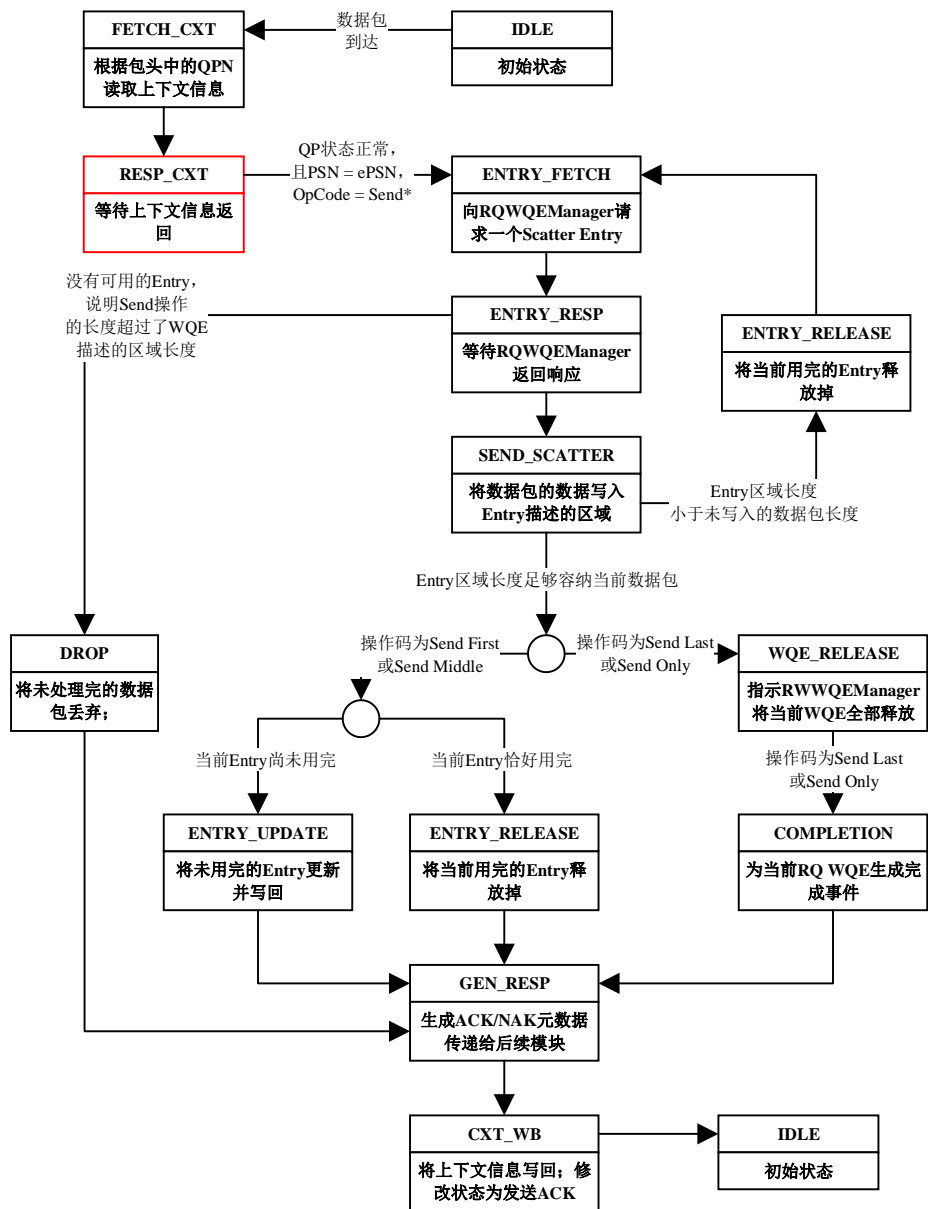 FETCH_CXT
根据包头中的QPN
读取上下文信息
数据包
到达
IDLE
初始状态
RESP_CXT
等待上下文信息返
回
QP状态正常，
且PSN = ePSN，
OpCode = Send*
ENTRY_FETCH
向RQWQEManager请
求一个Scatter Entry
没有可用的Entry，
说明Send操作
的长度超过了WQE
描述的区域长度
ENTRY_RESP
等待RQWQEManager
返回响应
ENTRY_RELEASE
将当前用完的Entry释
放掉
SEND_SCATTER
将数据包的数据写入
Entry描述的区域
Entry区域长度
小于未写入的数据包长度
Entry区域长度足够容纳当前数据包
DROP
将未处理完的数据
包丢弃；
操作码为Send First
或Send Middle
操作码为Send Last
或Send Only
WQE_RELEASE
指示RWWQEManager
将当前WQE全部释放
当前Entry尚未用完
当前Entry恰好用完
操作码为Send Last
或Send Only
ENTRY_UPDATE
将未用完的Entry更新
并写回
ENTRY_RELEASE
将当前用完的Entry释
放掉
COMPLETION
为当前RQ WQE生成完
成事件
GEN_RESP
生成ACK/NAK元数据
传递给后续模块
CXT_WB
将上下文信息写回；修
改状态为发送ACK
IDLE
初始状态